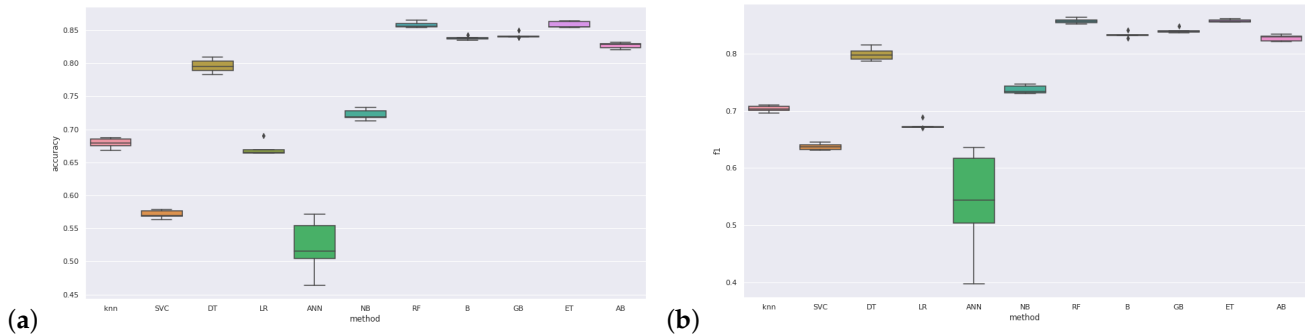 accuracy
0.85
0.80
0.75
0.70
0.65
0.60
0.55
0.50
0.45
knn SVC DT LR ANN NB RF B GB ET AB
method
(a)
f1
0.8
0.7
0.6
0.5
0.4
knn SVC DT LR ANN NB RF B GB ET AB
method
(b)